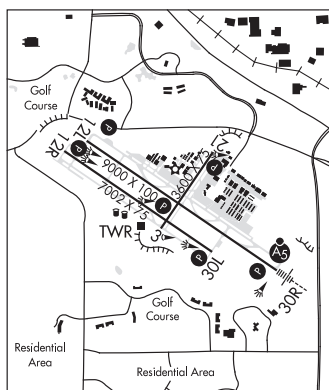 Golf
Course
12L
12R
P
P
21
P
9000 X 100
3600 X 75
7002 X 75
P
TWR
3
P
30L
P
A5
30R
Golf
Course
Residential
Area
Residential Area